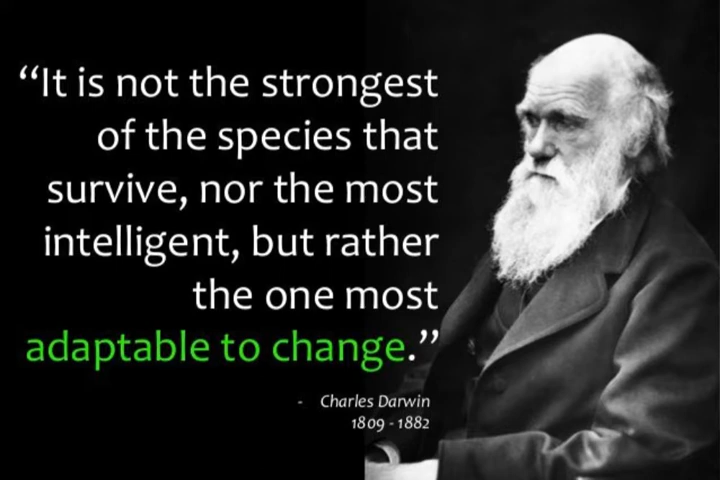 “It is not the strongest
of the species that
survive, nor the most
intelligent, but rather
the one most
adaptable to change.”
- Charles Darwin
1809 - 1882